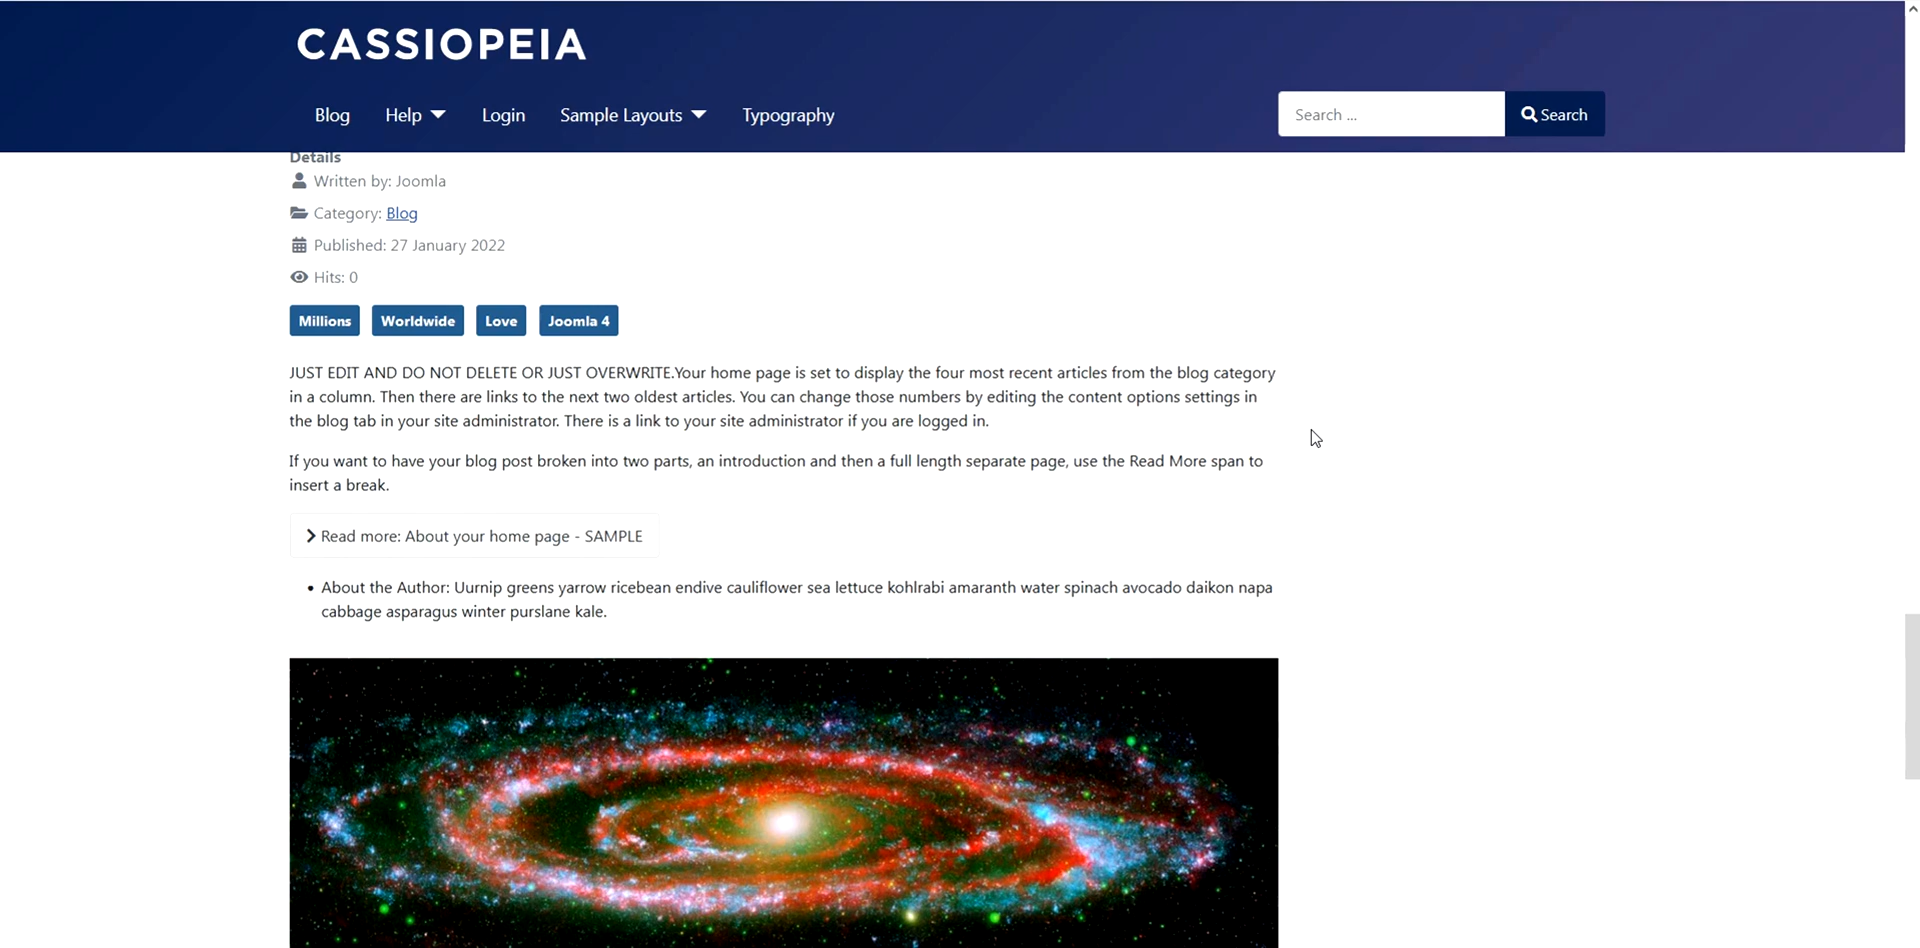 CASSIOPEIA
Blog Help Login Sample Layouts Typography Search ... Search
Details
Written by: Joomla
Category: Blog
Published: 27 January 2022
Hits: 0
Millions Worldwide Love Joomla 4
JUST EDIT AND DO NOT DELETE OR JUST OVERWRITE.Your home page is set to display the four most recent articles from the blog category
in a column. Then there are links to the next two oldest articles. You can change those numbers by editing the content options settings in
the blog tab in your site administrator. There is a link to your site administrator if you are logged in.
If you want to have your blog post broken into two parts, an introduction and then a full length separate page, use the Read More span to
insert a break.
Read more: About your home page - SAMPLE
• About the Author: Uurnip greens yarrow ricebean endive cauliflower sea lettuce kohlrabi amaranth water spinach avocado daikon napa
cabbage asparagus winter purslane kale.